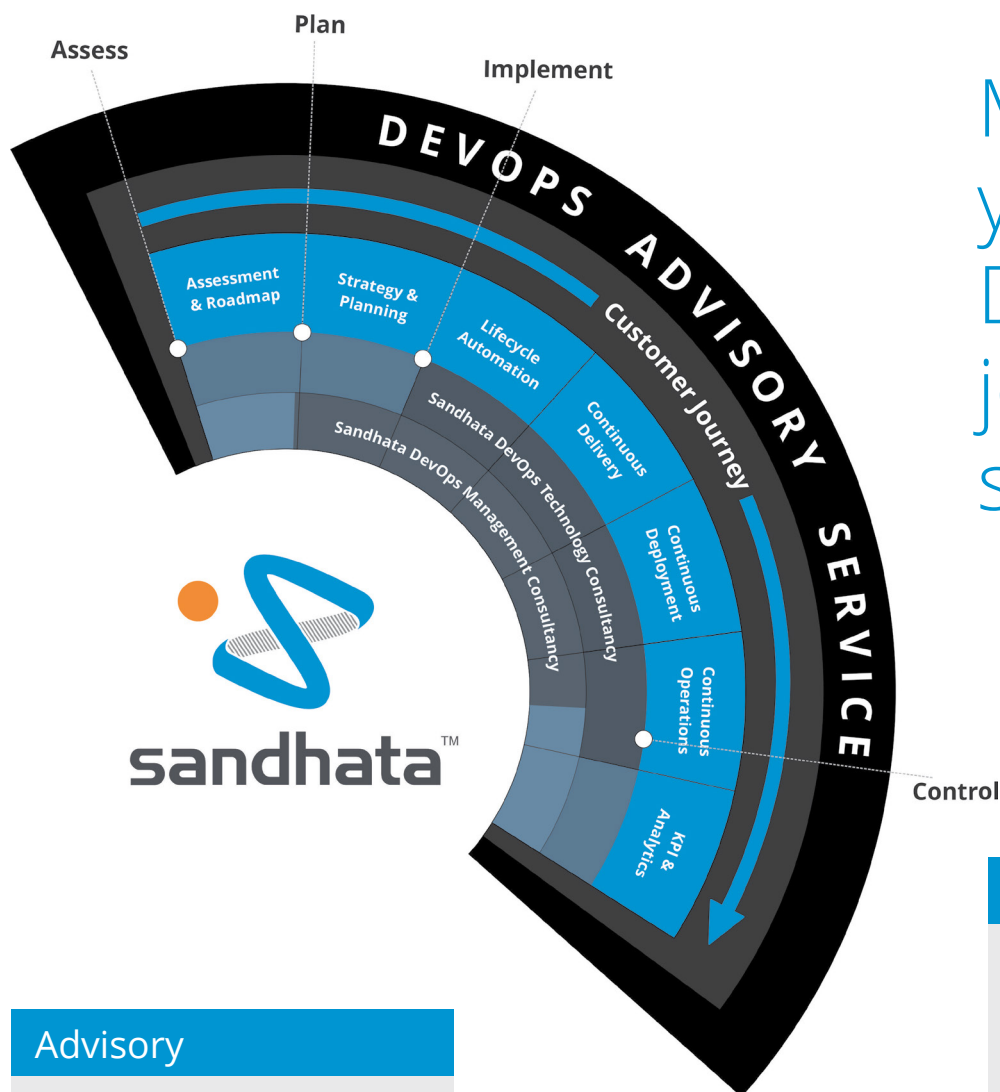 Plan
Assess
Implement
DEVOPS ADVISORY SERVICE
Customer Journey
Assessment
& Roadmap
Strategy &
Planning
Lifecycle
Automation
Continuous
Delivery
Continuous
Deployment
Continuous
Operations
KPI &
Analytics
Sandhata DevOps Technology Consultancy
Sandhata DevOps Management Consultancy
sandhata™
Control
Advisory